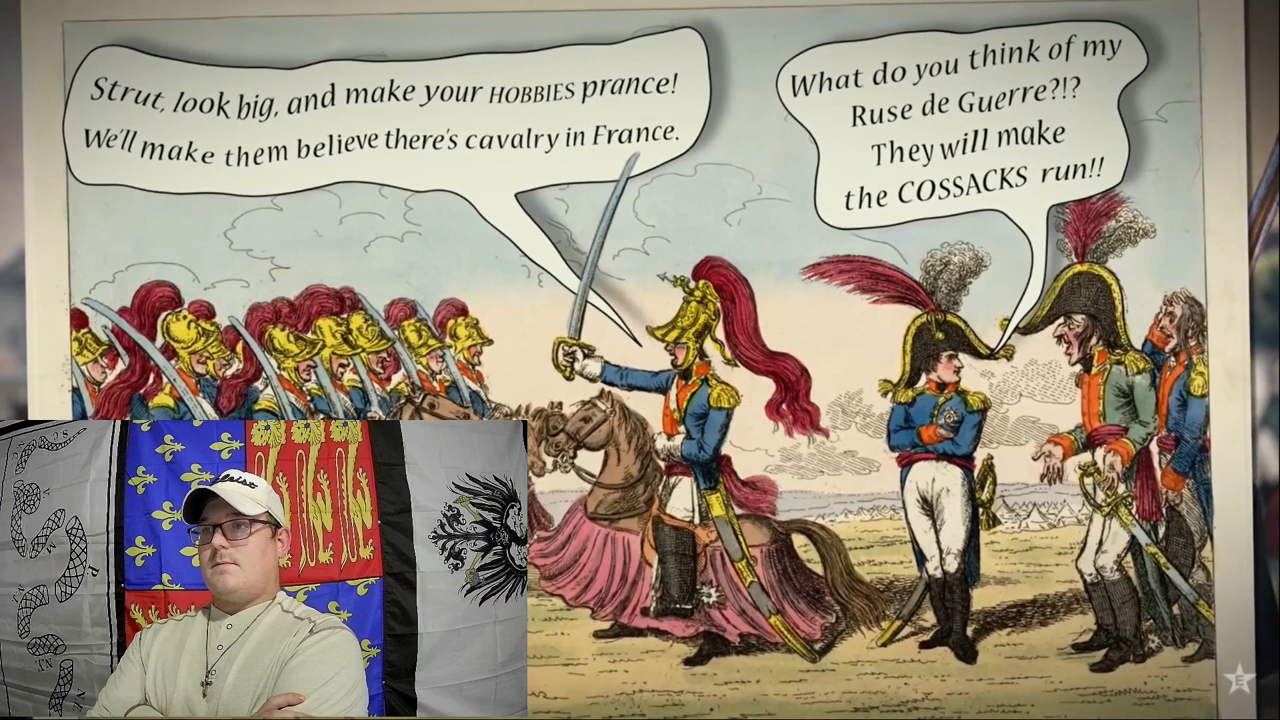 Strut, look big, and make your HOBBIES prance!
We'll make them believe there's cavalry in France.
What do you think of my
Ruse de Guerre?!?
They will make
the COSSACKS run!!
Titleist
E